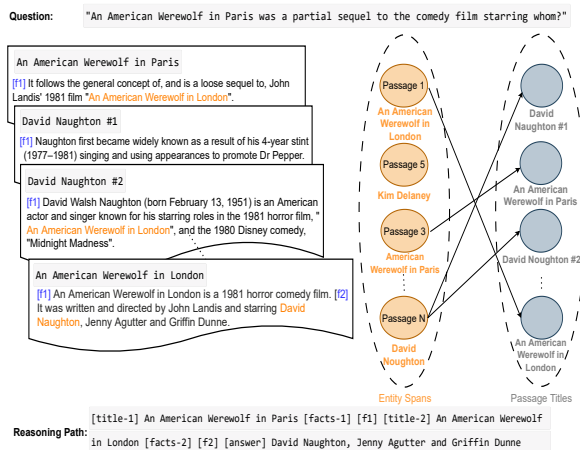 Question: "An American Werewolf in Paris was a partial sequel to the comedy film starring whom?"
An American Werewolf in Paris
[f1] It follows the general concept of, and is a loose sequel to, John
Landis' 1981 film "An American Werewolf in London".
David Naughton #1
[f1] Naughton first became widely known as a result of his 4-year stint
(1977–1981) singing and using appearances to promote Dr Pepper.
David Naughton #2
[f1] David Walsh Naughton (born February 13, 1951) is an American
actor and singer known for his starring roles in the 1981 horror film, "
An American Werewolf in London", and the 1980 Disney comedy,
"Midnight Madness".
An American Werewolf in London
[f1] An American Werewolf in London is a 1981 horror comedy film. [f2]
It was written and directed by John Landis and starring David
Naughton, Jenny Agutter and Griffin Dunne.
Passage 1
An American
Werewolf in
London
Passage 5
Kim Delaney
Passage 3
American
Werewolf in Paris
Passage N
David
Noughton
Entity Spans
David
Naughton #1
An American
Werewolf in Paris
David Noughton #2
An American
Werewolf in
London
Passage Titles
Reasoning Path: [title-1] An American Werewolf in Paris [facts-1] [f1] [title-2] An American Werewolf
in London [facts-2] [f2] [answer] David Naughton, Jenny Agutter and Griffin Dunne